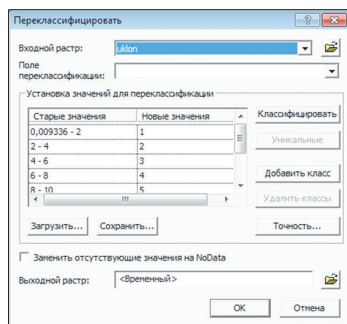 Переклассифицировать
Входной растр:
uklon
Поле
переклассификации:
Установка значений для переклассификации
Старые значения Новые значения
0,009336 - 2 1
2 - 4 2
4 - 6 3
6 - 8 4
8 - 10 5
Классифицировать
Уникальные
Добавить класс
Удалить классы
Загрузить... Сохранить... Точность...
Заменить отсутствующие значения на NoData
Выходной растр: <Временный>
OK Отмена